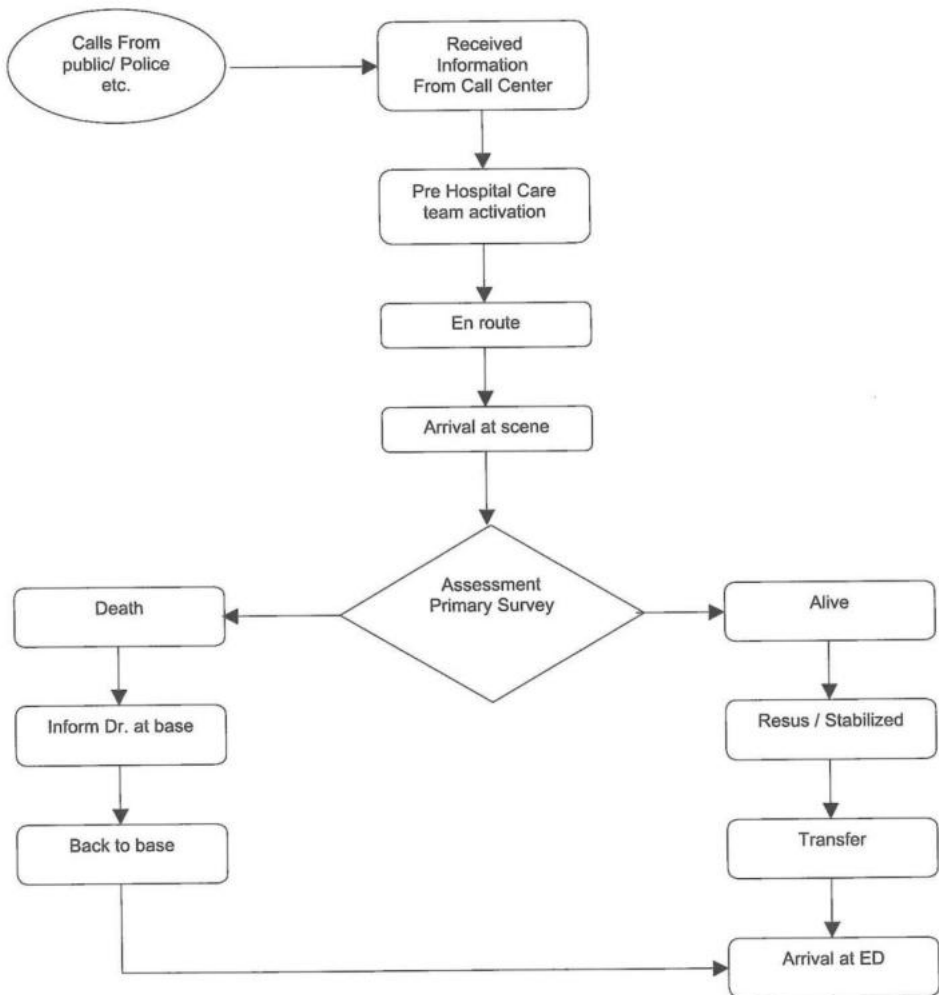 Calls From
public/ Police
etc.
Received
Information
From Call Center
Pre Hospital Care
team activation
En route
Arrival at scene
Assessment
Primary Survey
Death
Alive
Inform Dr. at base
Resus / Stabilized
Back to base
Transfer
Arrival at ED